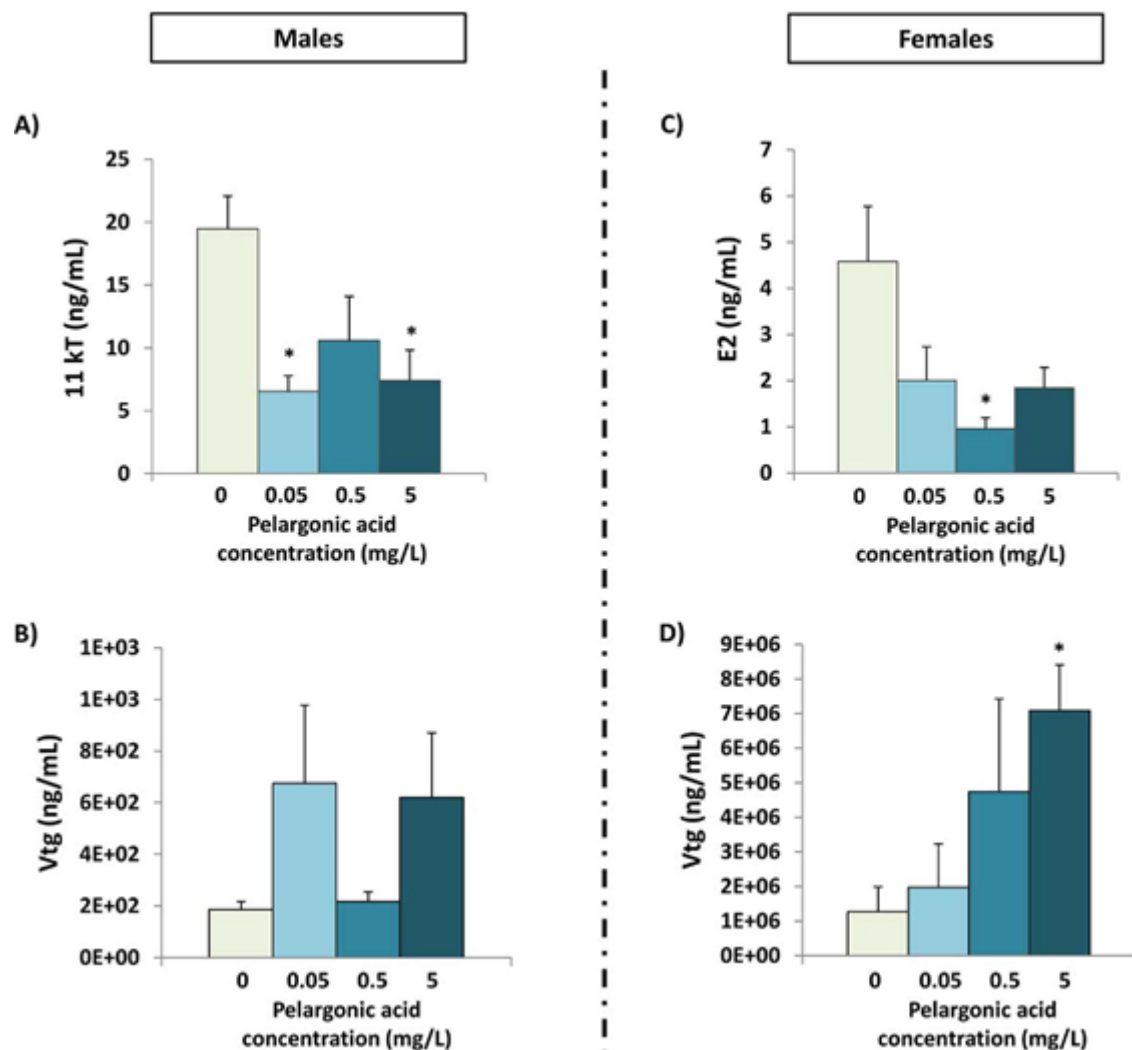 Males
Females
A)
25
20
15
10
5
0
11 kT (ng/mL)
*
*
0 0.05 0.5 5
Pelargonic acid
concentration (mg/L)
C)
7
6
5
4
3
2
1
0
E2 (ng/mL)
*
0 0.05 0.5 5
Pelargonic acid
concentration (mg/L)
B)
1E+03
1E+03
8E+02
6E+02
4E+02
2E+02
0E+00
Vtg (ng/mL)
0 0.05 0.5 5
Pelargonic acid
concentration (mg/L)
D)
9E+06
8E+06
7E+06
6E+06
5E+06
4E+06
3E+06
2E+06
1E+06
0E+00
Vtg (ng/mL)
*
0 0.05 0.5 5
Pelargonic acid
concentration (mg/L)